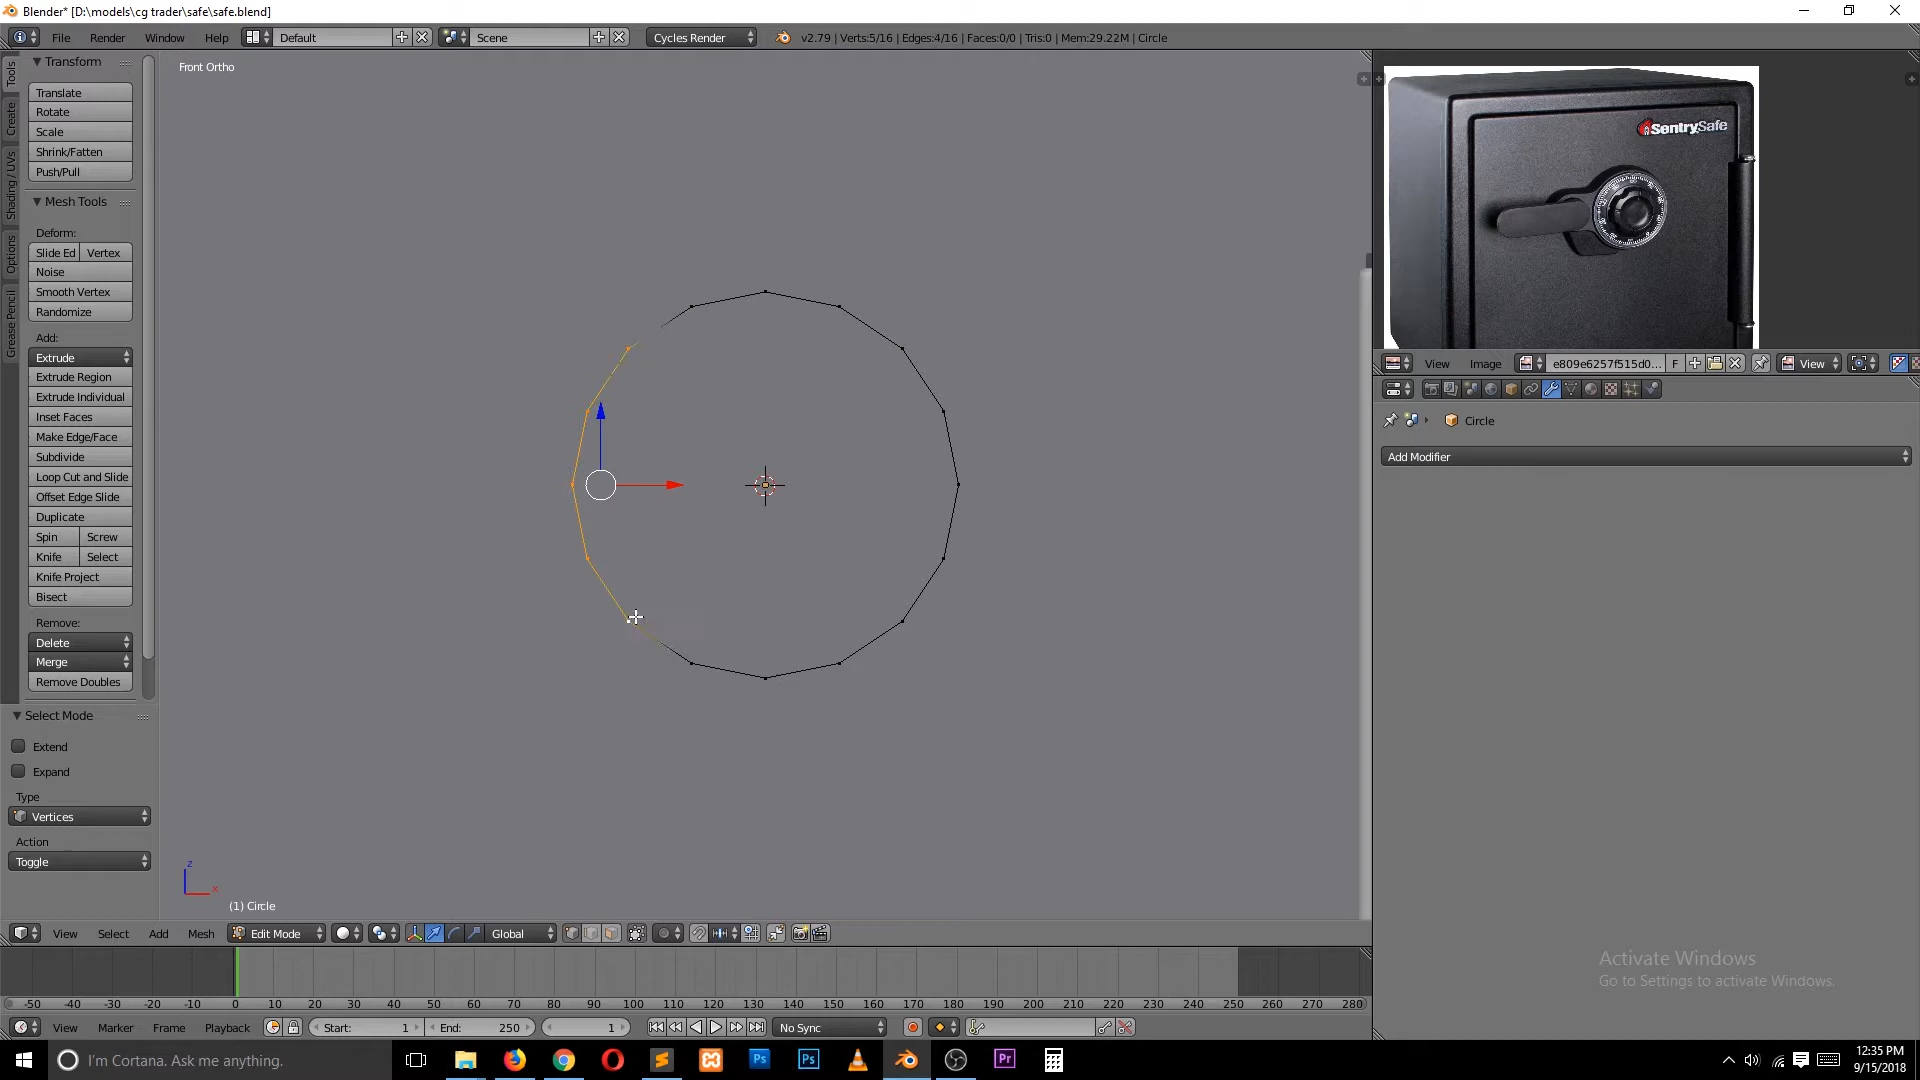 Blender* [D:\models\cg trader\safe\safe.blend]
File Render Window Help Default Scene Cycles Render v2.79 | Verts:5/16 | Edges:4/16 | Faces:0/0 | Tris:0 | Mem:29.22M | Circle
Tools
Create
Shading / UVs
Options
Grease Pencil
Transform
Translate
Rotate
Scale
Shrink/Fatten
Push/Pull
Mesh Tools
Deform:
Slide Ed Vertex
Noise
Smooth Vertex
Randomize
Add:
Extrude
Extrude Region
Extrude Individual
Inset Faces
Make Edge/Face
Subdivide
Loop Cut and Slide
Offset Edge Slide
Duplicate
Spin Screw
Knife Select
Knife Project
Bisect
Remove:
Delete
Merge
Remove Doubles
Select Mode
Extend
Expand
Type
Vertices
Action
Toggle
Front Ortho
z
x
(1) Circle
SentrySafe
View Image e809e6257f515d0... F View
Circle
Add Modifier
View Select Add Mesh Edit Mode Global
-50 -40 -30 -20 -10 0 10 20 30 40 50 60 70 80 90 100 110 120 130 140 150 160 170 180 190 200 210 220 230 240 250 260 270 280
View Marker Frame Playback Start: 1 End: 250 1 No Sync
Activate Windows
Go to Settings to activate Windows.
I'm Cortana. Ask me anything.
12:35 PM
9/15/2018